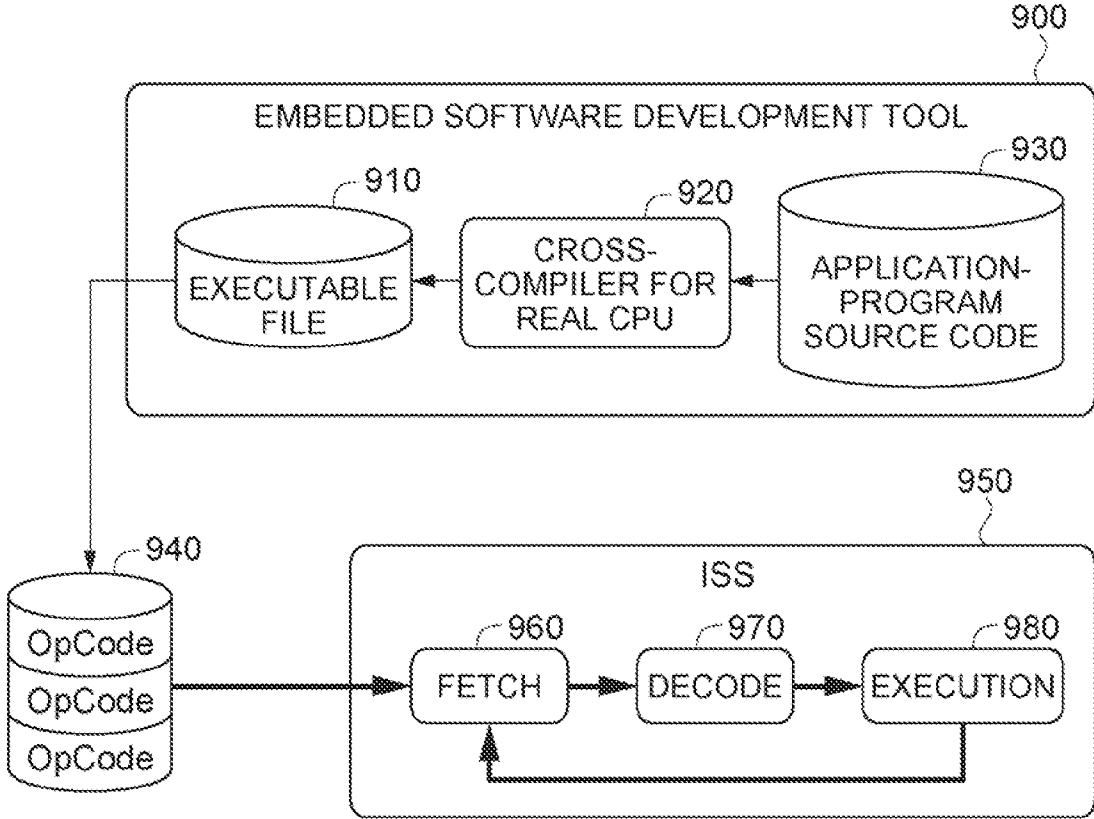 900
EMBEDDED SOFTWARE DEVELOPMENT TOOL
910
920
930
EXECUTABLE
FILE
CROSS-
COMPILER FOR
REAL CPU
APPLICATION-
PROGRAM
SOURCE CODE
940
OpCode
OpCode
OpCode
950
ISS
960
970
980
FETCH
DECODE
EXECUTION